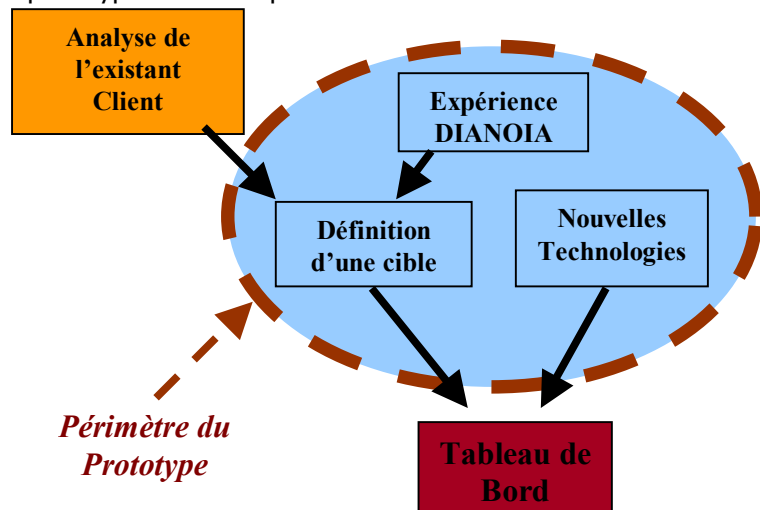 Analyse de
l’existant
Client
Expérience
DIANOIA
Définition
d’une cible
Nouvelles
Technologies
Périmètre du
Prototype
Tableau de
Bord